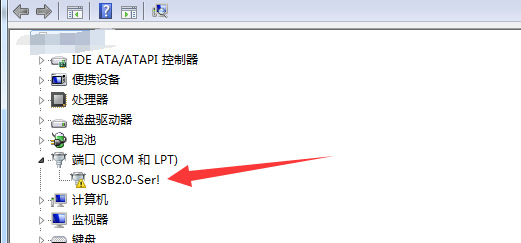 IDE ATA/ATAPI 控制器
便携设备
处理器
磁盘驱动器
电池
端口 (COM 和 LPT)
USB2.0-Ser!
计算机
监视器
键盘